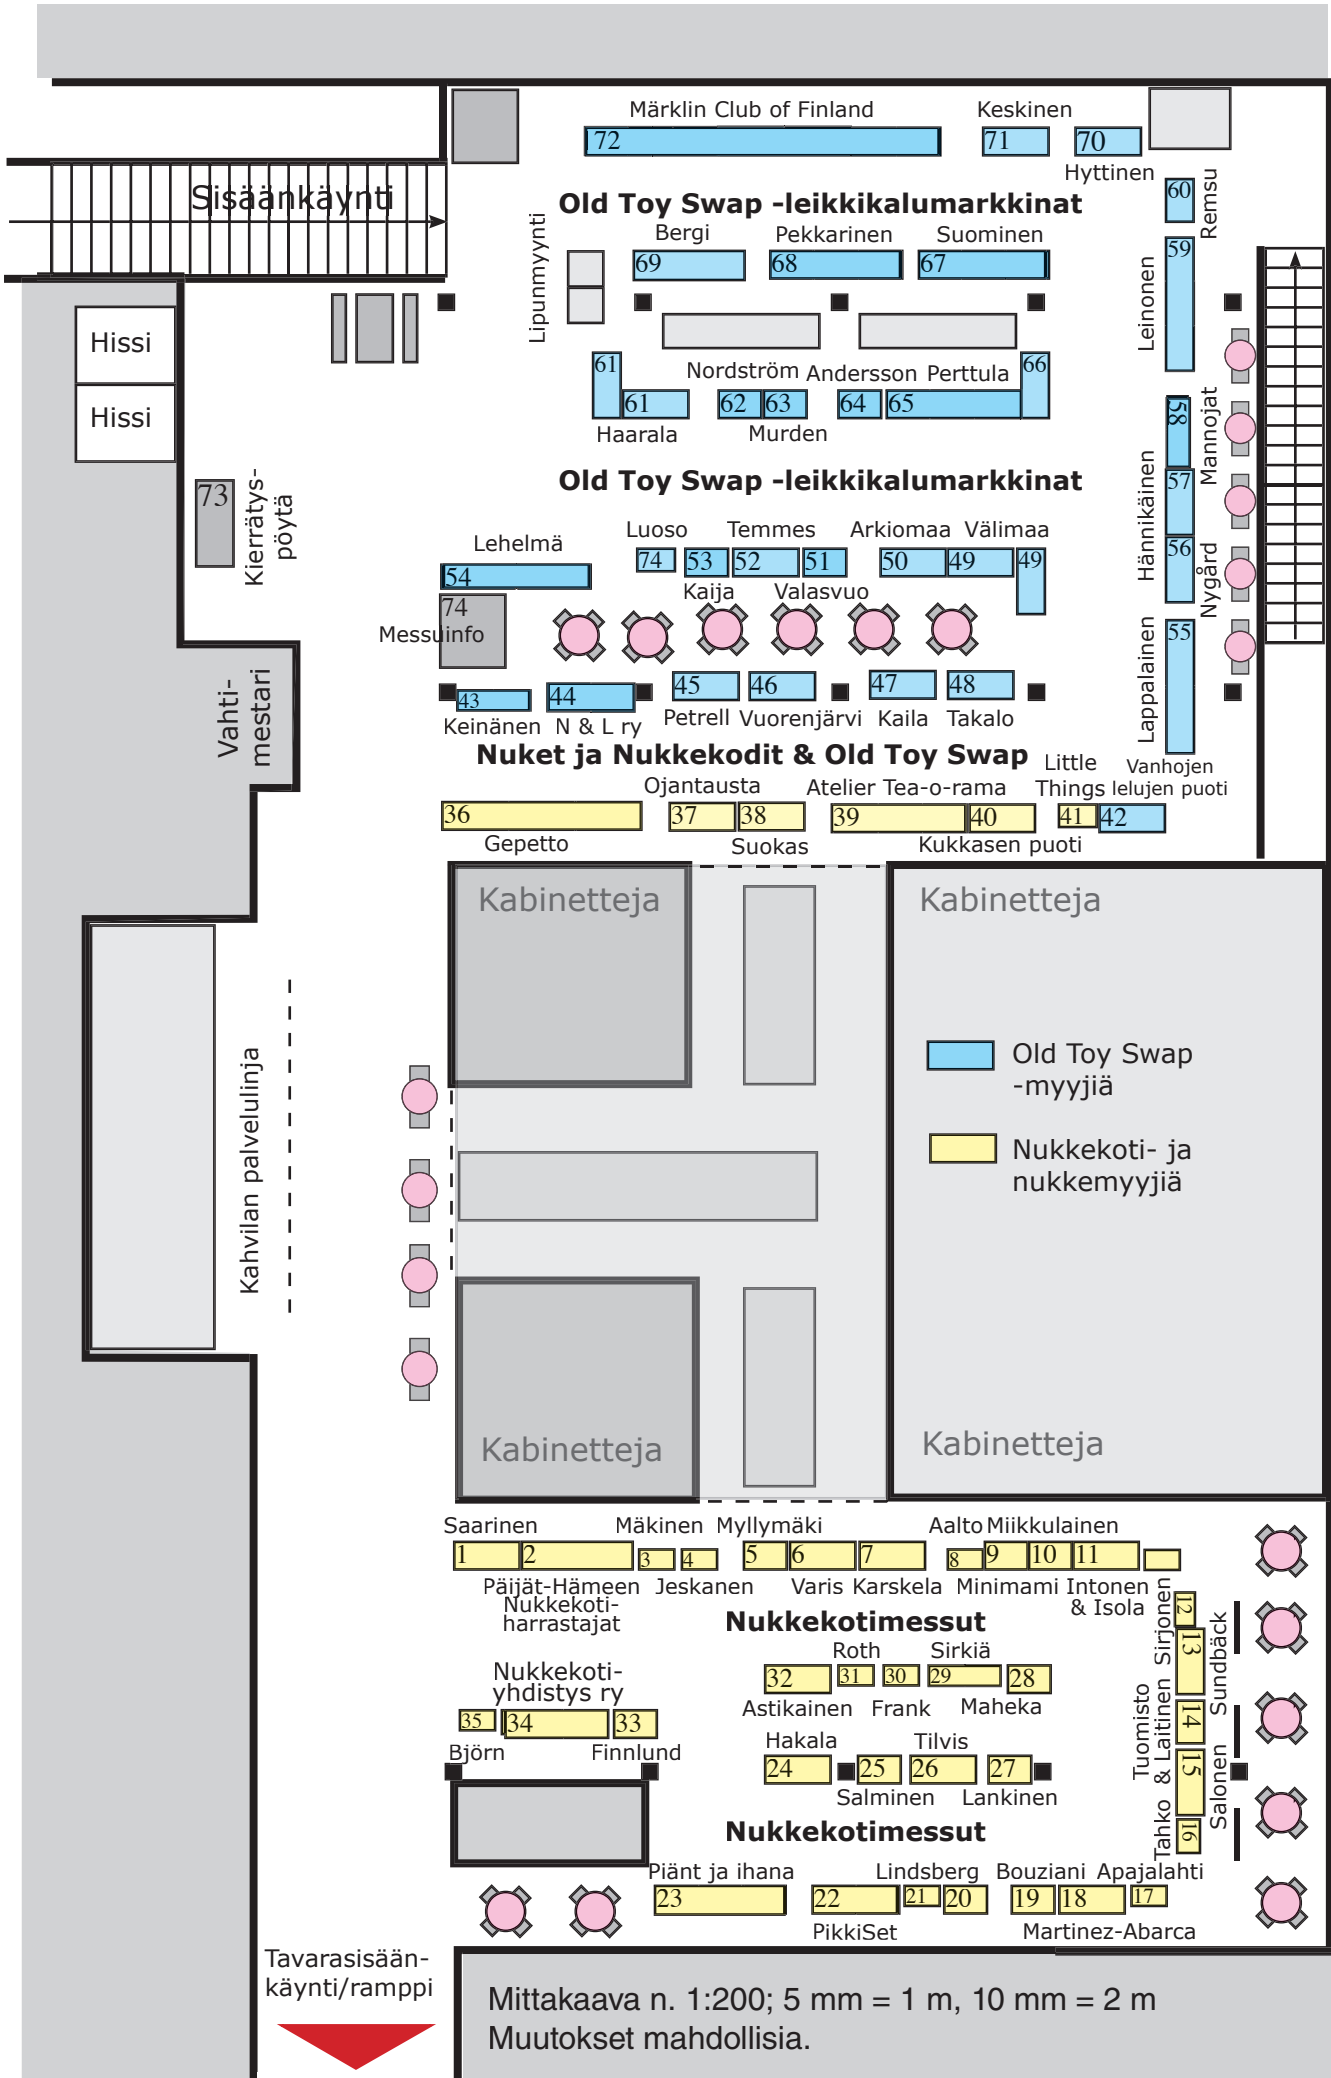 Märklin Club of Finland
Keskinen
72
71
70
Hyttinen
Sisäänkäynti
60
Remsu
Old Toy Swap -leikkikalumarkkinat
Bergi
Pekkarinen
Suominen
Lipunmyynti
69
68
67
59
Leinonen
Hissi
Hissi
61
Nordström
Andersson
Perttula
66
61
62
63
64
65
Haarala
Murden
58
Mannojat
Old Toy Swap -leikkikalumarkkinat
73
Kierrätys-
pöytä
57
Hännikäinen
56
Nygård
Lehelmä
Luoso
Temmes
Arkiomaa
Välimaa
54
74
53
52
51
50
49
49
Kaija
Valasvuo
74
Messuinfo
55
Lappalainen
Vahti-
mestari
43
44
45
46
47
48
Keinänen
N & L ry
Petrell
Vuorenjärvi
Kaila
Takalo
Nuket ja Nukkekodit & Old Toy Swap
Little
Things
Vanhojen
lelujen puoti
Ojantausta
Atelier Tea-o-rama
36
37
38
39
40
41
42
Gepetto
Suokas
Kukkasen puoti
Kabinetteja
Kabinetteja
Kahvilan palvelulinja
Old Toy Swap
-myyjiä
Nukkekoti- ja
nukkemyyjiä
Kabinetteja
Kabinetteja
Saarinen
Mäkinen
Myllymäki
Aalto
Miikkulainen
1
2
3
4
5
6
7
8
9
10
11
Päijät-Hämeen
Nukkekoti-
harrastajat
Jeskanen
Varis
Karskela
Minimami
Intonen
& Isola
12
Sirjonen
Nukkekotimessut
13
Sundbäck
Roth
Sirkiä
Nukkekoti-
yhdistys ry
32
31
30
29
28
Astikainen
Frank
Maheka
14
Tuomisto
& Laitinen
35
34
33
Björn
Finnlund
Hakala
Tilvis
24
25
26
27
Salminen
Lankinen
15
Salonen
16
Tahko
Nukkekotimessut
Piänt ja ihana
Lindsberg
Bouziani
Apajalahti
23
22
21
20
19
18
17
PikkiSet
Martinez-Abarca
Tavarasisään-
käynti/ramppi
Mittakaava n. 1:200; 5 mm = 1 m, 10 mm = 2 m
Muutokset mahdollisia.